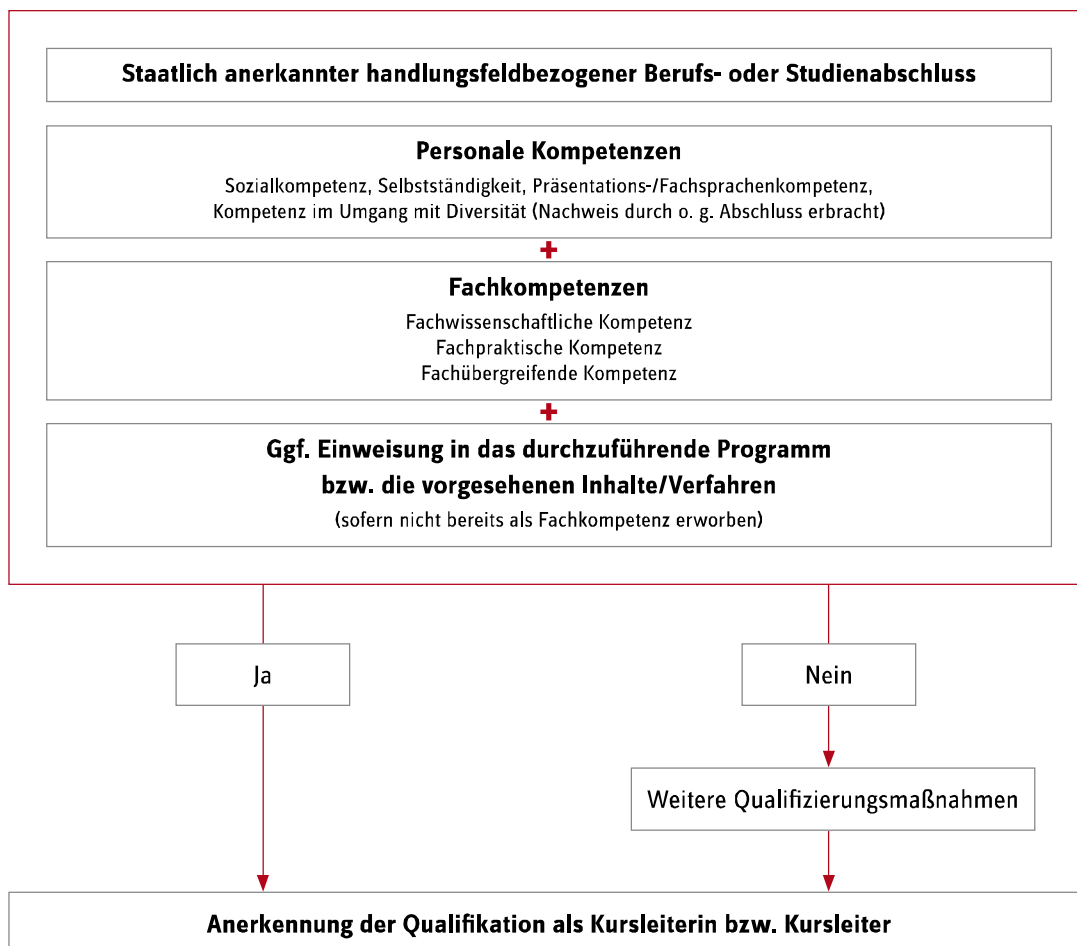 Staatlich anerkannter handlungsfeldbezogener Berufs- oder Studienabschluss
Personale Kompetenzen
Sozialkompetenz, Selbstständigkeit, Präsentations-/Fachsprachenkompetenz,
Kompetenz im Umgang mit Diversität (Nachweis durch o. g. Abschluss erbracht)
+
Fachkompetenzen
Fachwissenschaftliche Kompetenz
Fachpraktische Kompetenz
Fachübergreifende Kompetenz
+
Ggf. Einweisung in das durchzuführende Programm
bzw. die vorgesehenen Inhalte/Verfahren
(sofern nicht bereits als Fachkompetenz erworben)
Ja
Nein
Weitere Qualifizierungsmaßnahmen
Anerkennung der Qualifikation als Kursleiterin bzw. Kursleiter